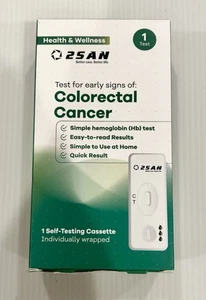 Health & Wellness
1
Test
2SAN
Better care. Better life.
Test for early signs of:
Colorectal
Cancer
Simple hemoglobin (Hb) test
Easy-to-read Results
Simple to Use at Home
Quick Result
2SAN
C
T
1 Self-Testing Cassette
Individually wrapped